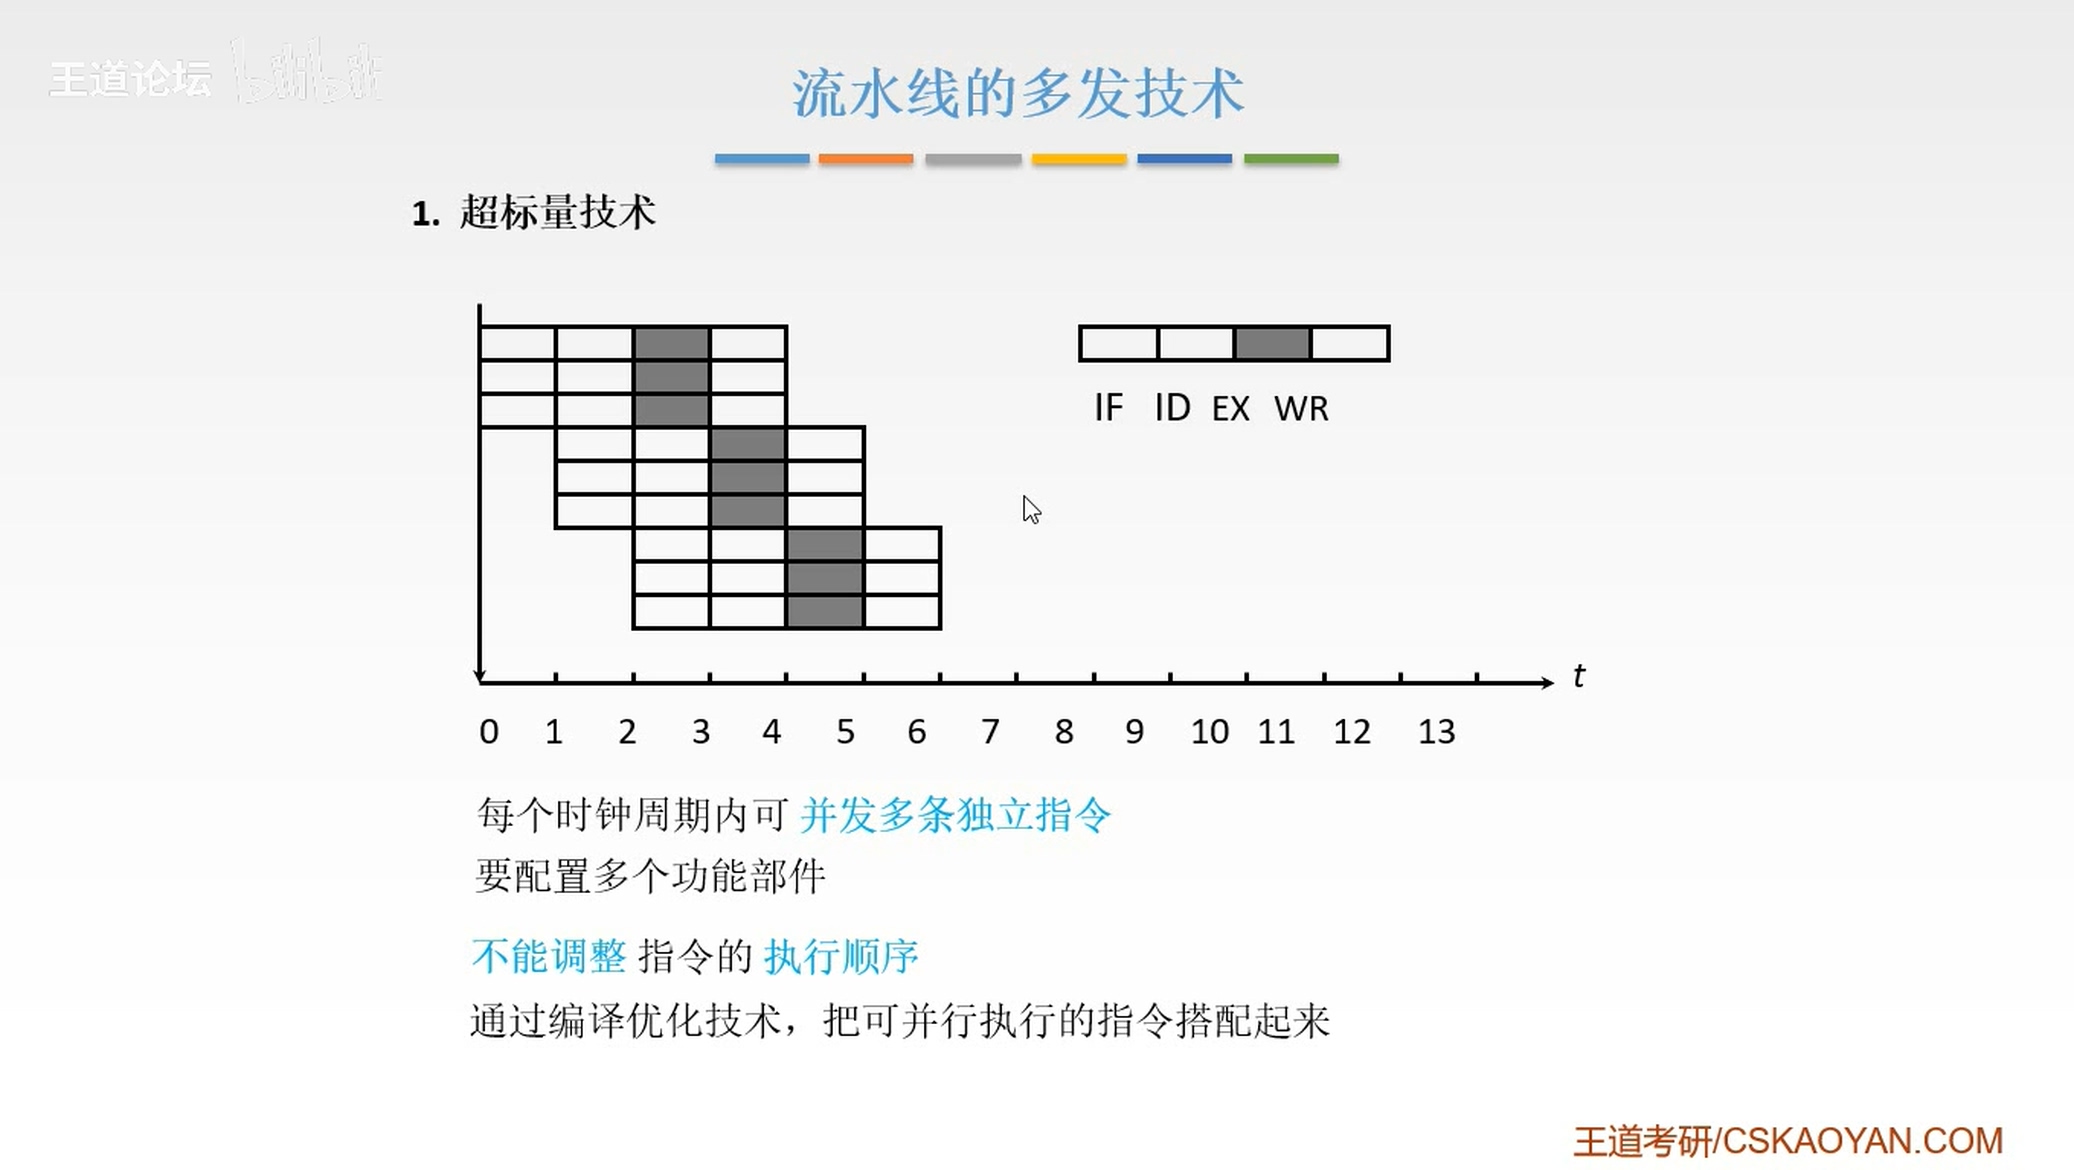 王道论坛 bilibili
流水线的多发技术
1. 超标量技术
IF ID EX WR
t
0 1 2 3 4 5 6 7 8 9 10 11 12 13
每个时钟周期内可 并发多条独立指令
要配置多个功能部件
不能调整 指令的 执行顺序
通过编译优化技术，把可并行执行的指令搭配起来
王道考研/CSKAOYAN.COM